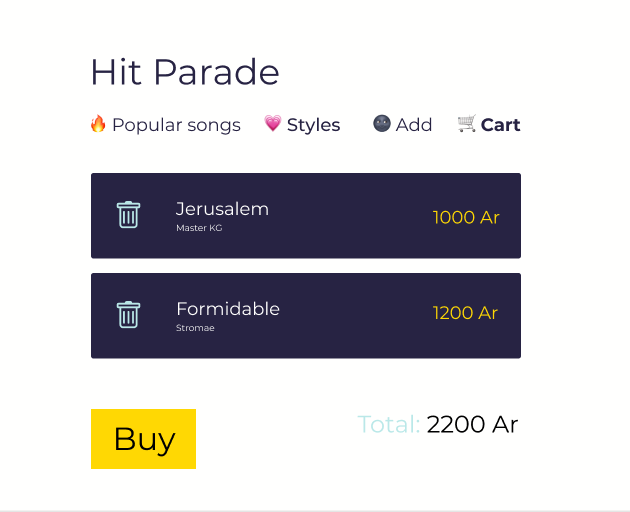 Hit Parade
🔥 Popular songs 💗 Styles 🌚 Add 🛒 Cart
Jerusalem
Master KG
1000 Ar
Formidable
Stromae
1200 Ar
Buy
Total: 2200 Ar